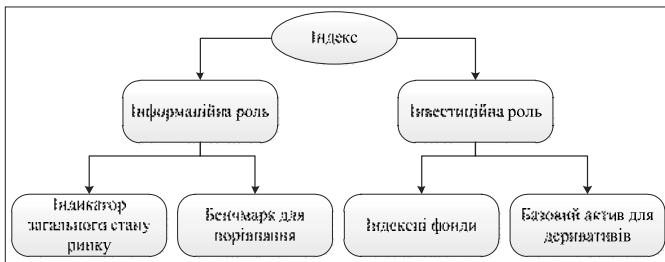 Індекс
Інформаційна роль
Інвестиційна роль
Індикатор
загального стану
ринку
Бенчмарк для
порівняння
Індексні фонди
Базовий актив для
деривативів